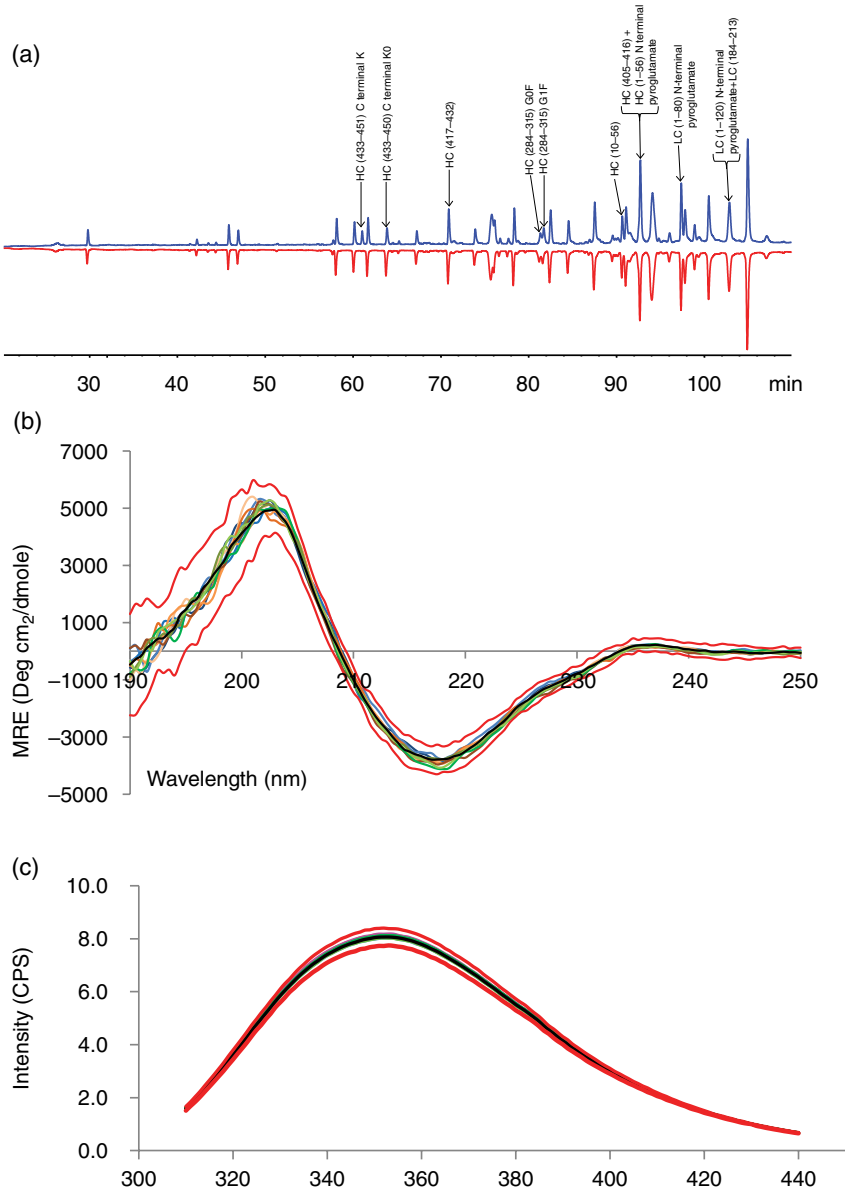 (a)
HC (433–451) C terminal K
HC (433–450) C terminal K0
HC (417–432)
HC (284–315) G0F
HC (284–315) G1F
HC (10–56)
HC (405–416) +
HC (1–56) N terminal
pyroglutamate
LC (1–80) N-terminal
pyroglutamate
LC (1–120) N-terminal
pyroglutamate+LC (184–213)
30 40 50 60 70 80 90 100 min
(b)
7000
5000
3000
1000
−1000
−3000
−5000
MRE (Deg cm2/dmole)
190 200 210 220 230 240 250
Wavelength (nm)
(c)
10.0
8.0
6.0
4.0
2.0
0.0
Intensity (CPS)
300 320 340 360 380 400 420 440